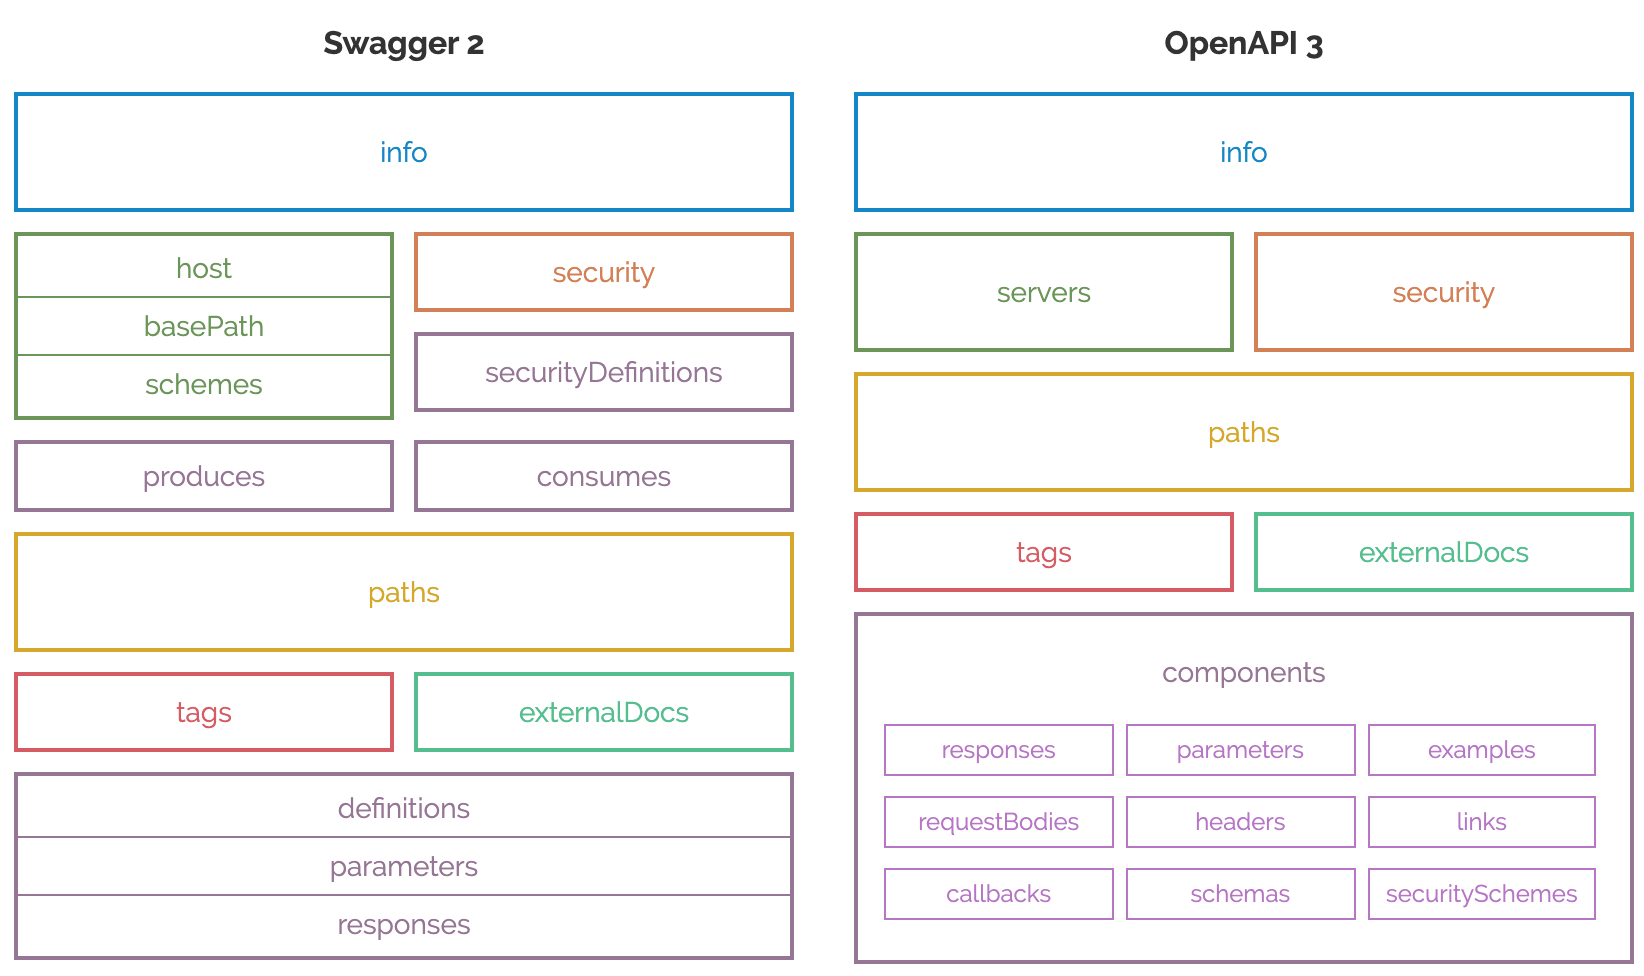 Swagger 2
info
host
basePath
schemes
security
securityDefinitions
produces
consumes
paths
tags
externalDocs
definitions
parameters
responses
OpenAPI 3
info
servers
security
paths
tags
externalDocs
components
responses
parameters
examples
requestBodies
headers
links
callbacks
schemas
securitySchemes